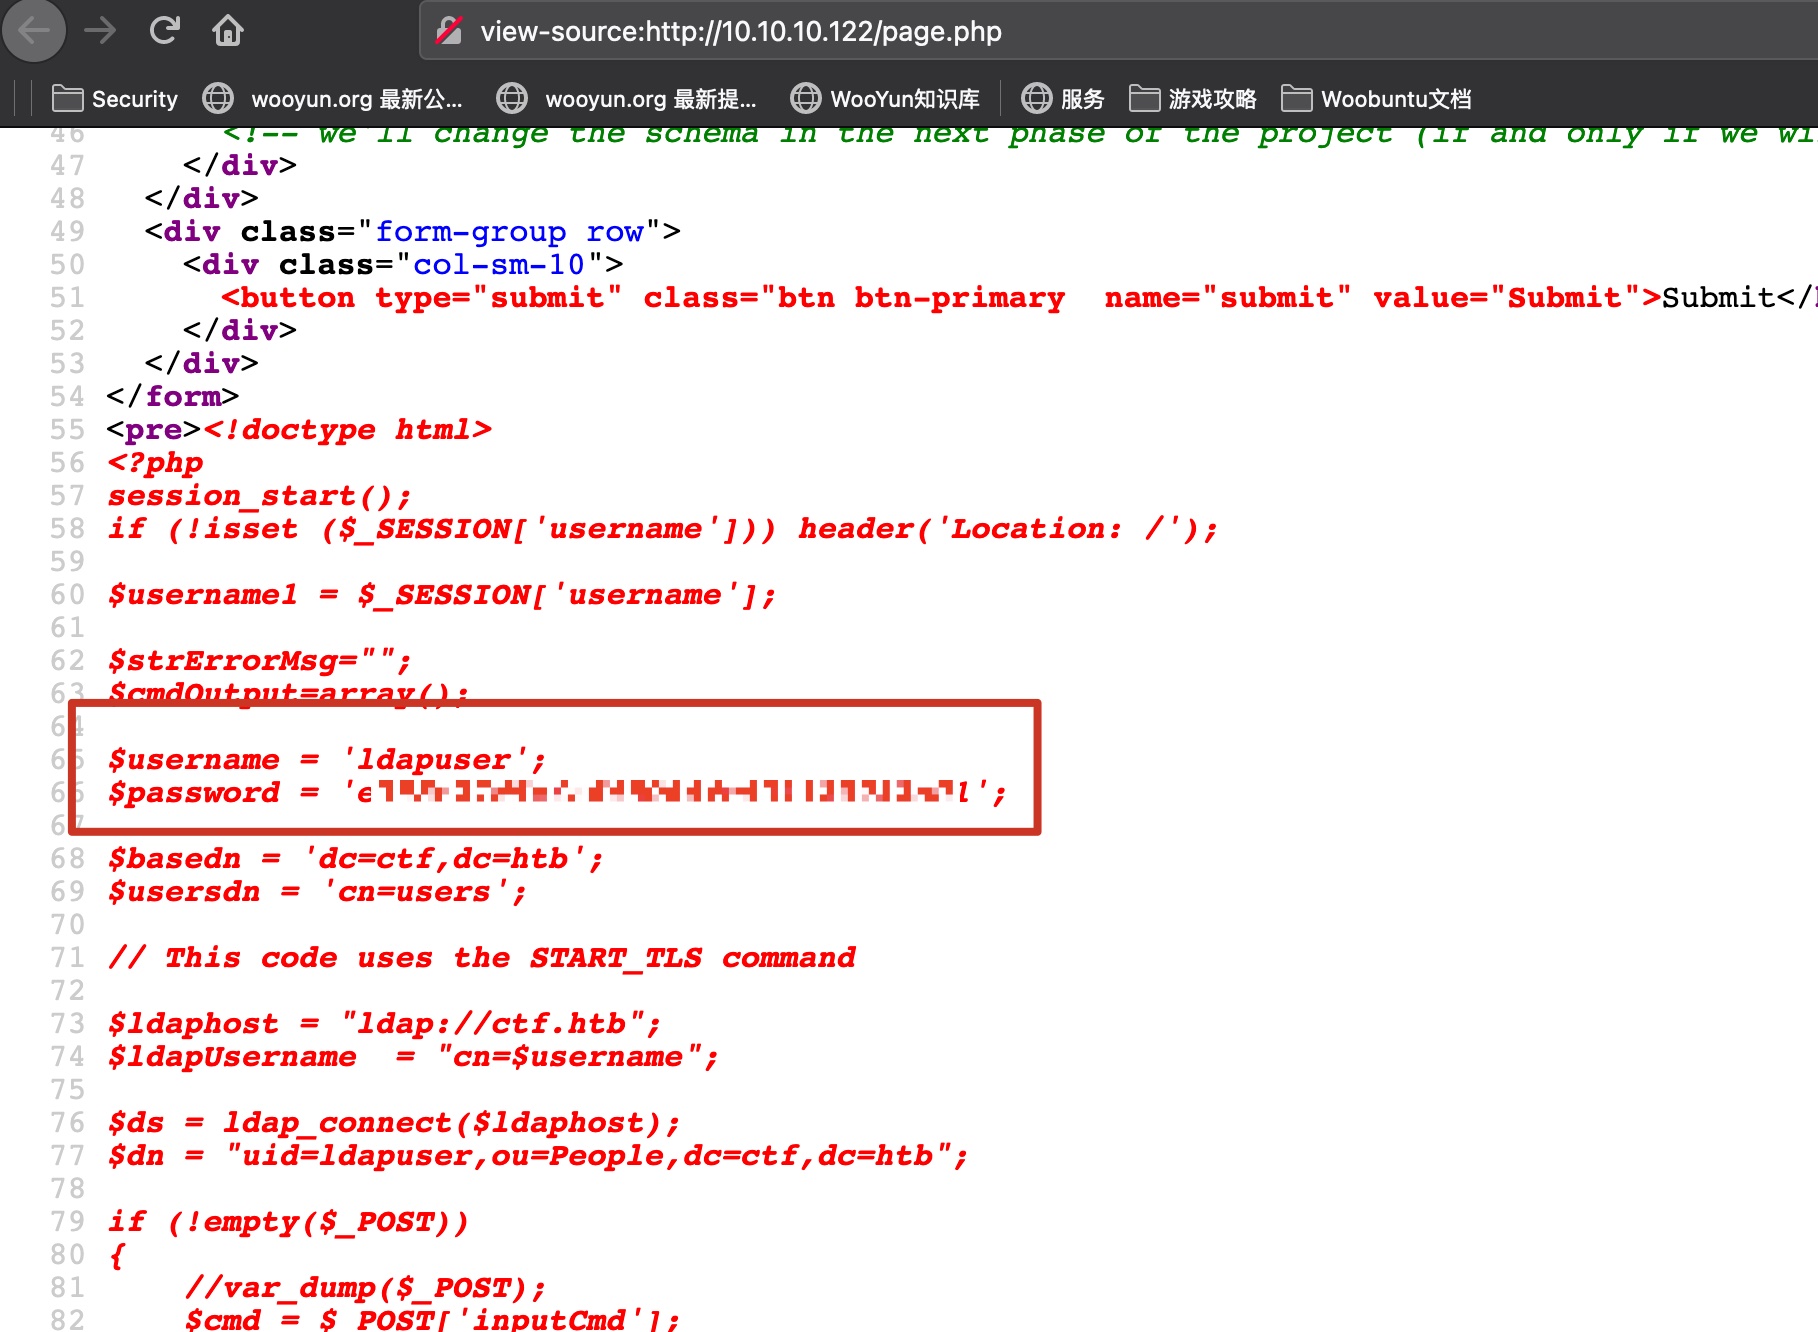 view-source:http://10.10.10.122/page.php
Security wooyun.org 最新公... wooyun.org 最新提... WooYun知识库 服务 游戏攻略 Woobuntu文档
46 <!-- we'll change the schema in the next phase of the project (if and only if we wi
47 </div>
48 </div>
49 <div class="form-group row">
50 <div class="col-sm-10">
51 <button type="submit" class="btn btn-primary  name="submit" value="Submit">Submit</
52 </div>
53 </div>
54 </form>
55 <pre><!doctype html>
56 <?php
57 session_start();
58 if (!isset ($_SESSION['username'])) header('Location: /');
59
60 $username1 = $_SESSION['username'];
61
62 $strErrorMsg="";
63 $cmdOutput=array();
64
65 $username = 'ldapuser';
66 $password = 'e l';
67
68 $basedn = 'dc=ctf,dc=htb';
69 $usersdn = 'cn=users';
70
71 // This code uses the START_TLS command
72
73 $ldaphost = "ldap://ctf.htb";
74 $ldapUsername  = "cn=$username";
75
76 $ds = ldap_connect($ldaphost);
77 $dn = "uid=ldapuser,ou=People,dc=ctf,dc=htb";
78
79 if (!empty($_POST))
80 {
81 //var_dump($_POST);
82 $cmd = $_POST['inputCmd'];